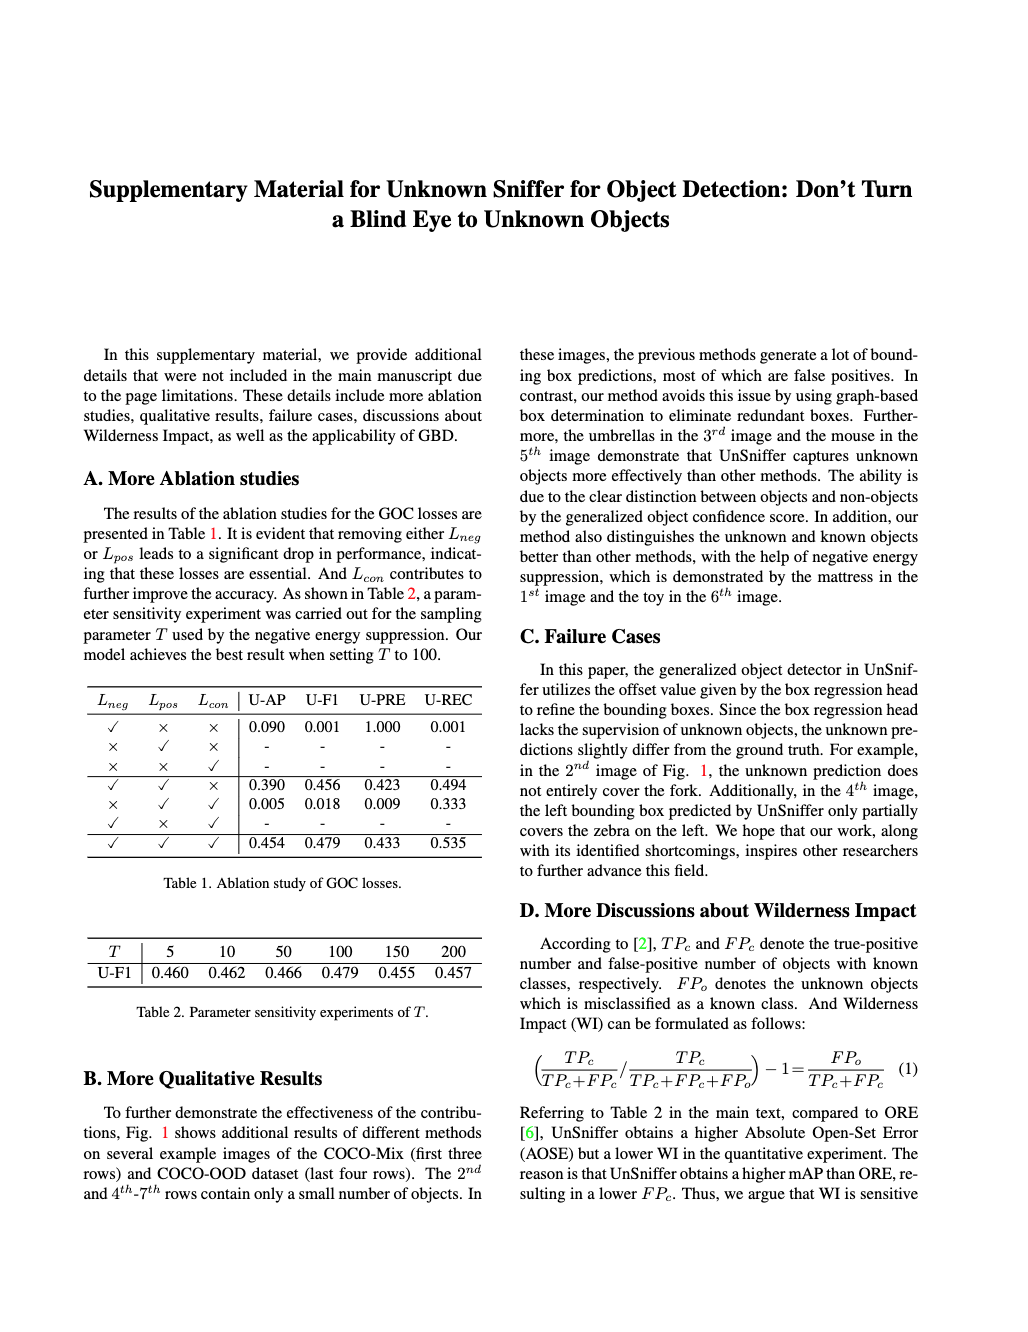 Supplementary Material for Unknown Sniffer for Object Detection: Don’t Turn
a Blind Eye to Unknown Objects
In this supplementary material, we provide additional
details that were not included in the main manuscript due
to the page limitations. These details include more ablation
studies, qualitative results, failure cases, discussions about
Wilderness Impact, as well as the applicability of GBD.
A. More Ablation studies
The results of the ablation studies for the GOC losses are
presented in Table 1. It is evident that removing either L_neg
or L_pos leads to a significant drop in performance, indicat-
ing that these losses are essential. And L_con contributes to
further improve the accuracy. As shown in Table 2, a param-
eter sensitivity experiment was carried out for the sampling
parameter T used by the negative energy suppression. Our
model achieves the best result when setting T to 100.
L_neg L_pos L_con U-AP U-F1 U-PRE U-REC
✓ × × 0.090 0.001 1.000 0.001
× ✓ × - - - -
× × ✓ - - - -
✓ ✓ × 0.390 0.456 0.423 0.494
× ✓ ✓ 0.005 0.018 0.009 0.333
✓ × ✓ - - - -
✓ ✓ ✓ 0.454 0.479 0.433 0.535
Table 1. Ablation study of GOC losses.
T 5 10 50 100 150 200
U-F1 0.460 0.462 0.466 0.479 0.455 0.457
Table 2. Parameter sensitivity experiments of T.
B. More Qualitative Results
To further demonstrate the effectiveness of the contribu-
tions, Fig. 1 shows additional results of different methods
on several example images of the COCO-Mix (first three
rows) and COCO-OOD dataset (last four rows). The 2^nd
and 4^th-7^th rows contain only a small number of objects. In
these images, the previous methods generate a lot of bound-
ing box predictions, most of which are false positives. In
contrast, our method avoids this issue by using graph-based
box determination to eliminate redundant boxes. Further-
more, the umbrellas in the 3^rd image and the mouse in the
5^th image demonstrate that UnSniffer captures unknown
objects more effectively than other methods. The ability is
due to the clear distinction between objects and non-objects
by the generalized object confidence score. In addition, our
method also distinguishes the unknown and known objects
better than other methods, with the help of negative energy
suppression, which is demonstrated by the mattress in the
1^st image and the toy in the 6^th image.
C. Failure Cases
In this paper, the generalized object detector in UnSnif-
fer utilizes the offset value given by the box regression head
to refine the bounding boxes. Since the box regression head
lacks the supervision of unknown objects, the unknown pre-
dictions slightly differ from the ground truth. For example,
in the 2^nd image of Fig. 1, the unknown prediction does
not entirely cover the fork. Additionally, in the 4^th image,
the left bounding box predicted by UnSniffer only partially
covers the zebra on the left. We hope that our work, along
with its identified shortcomings, inspires other researchers
to further advance this field.
D. More Discussions about Wilderness Impact
According to [2], TP_c and FP_c denote the true-positive
number and false-positive number of objects with known
classes, respectively. FP_o denotes the unknown objects
which is misclassified as a known class. And Wilderness
Impact (WI) can be formulated as follows:
(TP_c/(TP_c+FP_c) / TP_c/(TP_c+FP_c+FP_o)) − 1 = FP_o/(TP_c+FP_c) (1)
Referring to Table 2 in the main text, compared to ORE
[6], UnSniffer obtains a higher Absolute Open-Set Error
(AOSE) but a lower WI in the quantitative experiment. The
reason is that UnSniffer obtains a higher mAP than ORE, re-
sulting in a lower FP_c. Thus, we argue that WI is sensitive